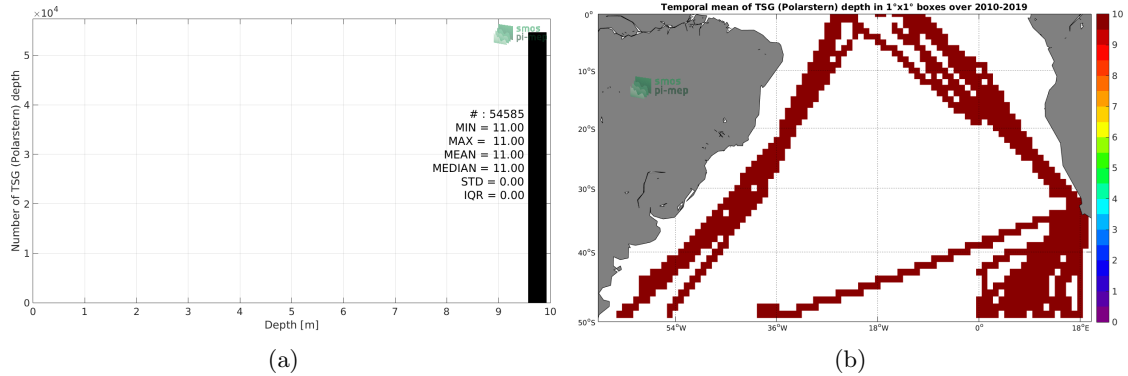 ×10⁴
5
4
3
2
1
0
Number of TSG (Polarstern) depth
smos
pi-mep
# : 54585
MIN = 11.00
MAX = 11.00
MEAN = 11.00
MEDIAN = 11.00
STD = 0.00
IQR = 0.00
0 1 2 3 4 5 6 7 8 9 10
Depth [m]
(a)
Temporal mean of TSG (Polarstern) depth in 1°x1° boxes over 2010-2019
0°
10°S
20°S
30°S
40°S
50°S
smos
pi-mep
54°W 36°W 18°W 0° 18°E
10
9
8
7
6
5
4
3
2
1
0
(b)